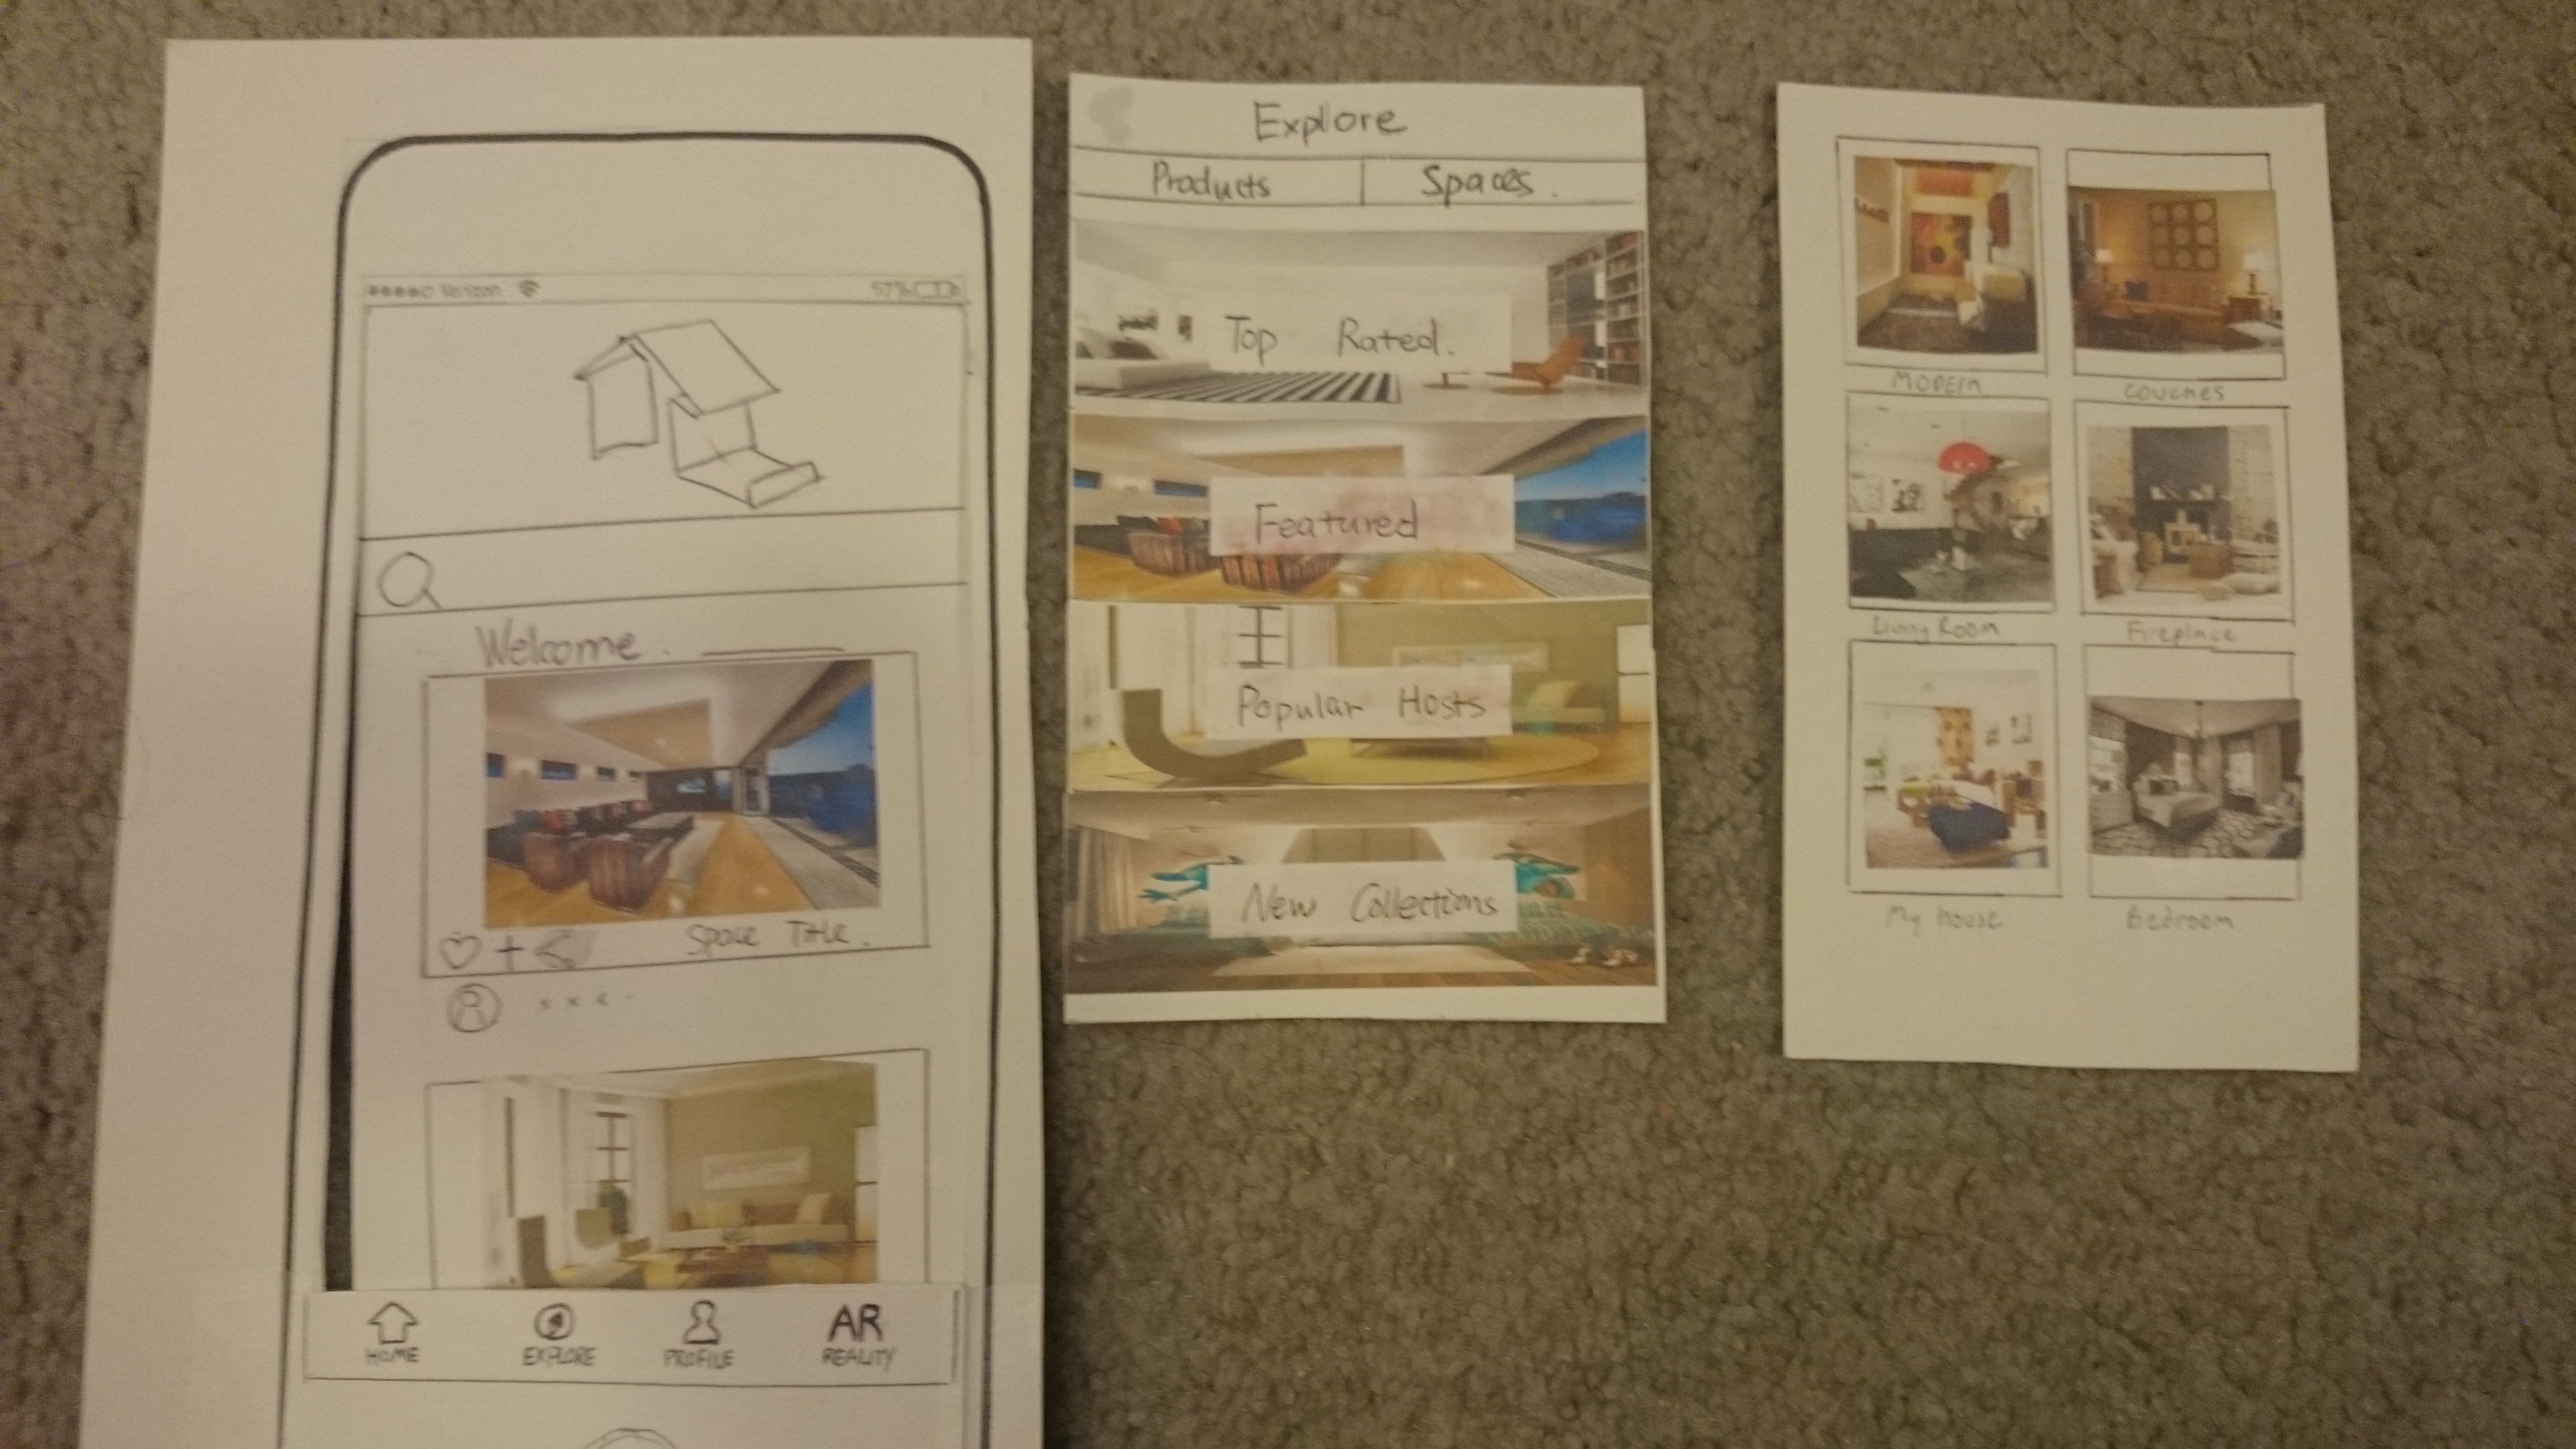 Verizon 57%
Welcome.
Space Title.
x x x -
HOME EXPLORE PROFILE AR REALITY
Explore
Products Spaces.
Top Rated.
Featured
Popular Hosts
New Collections
MODERN couches
Living Room Fireplace
My house Bedroom